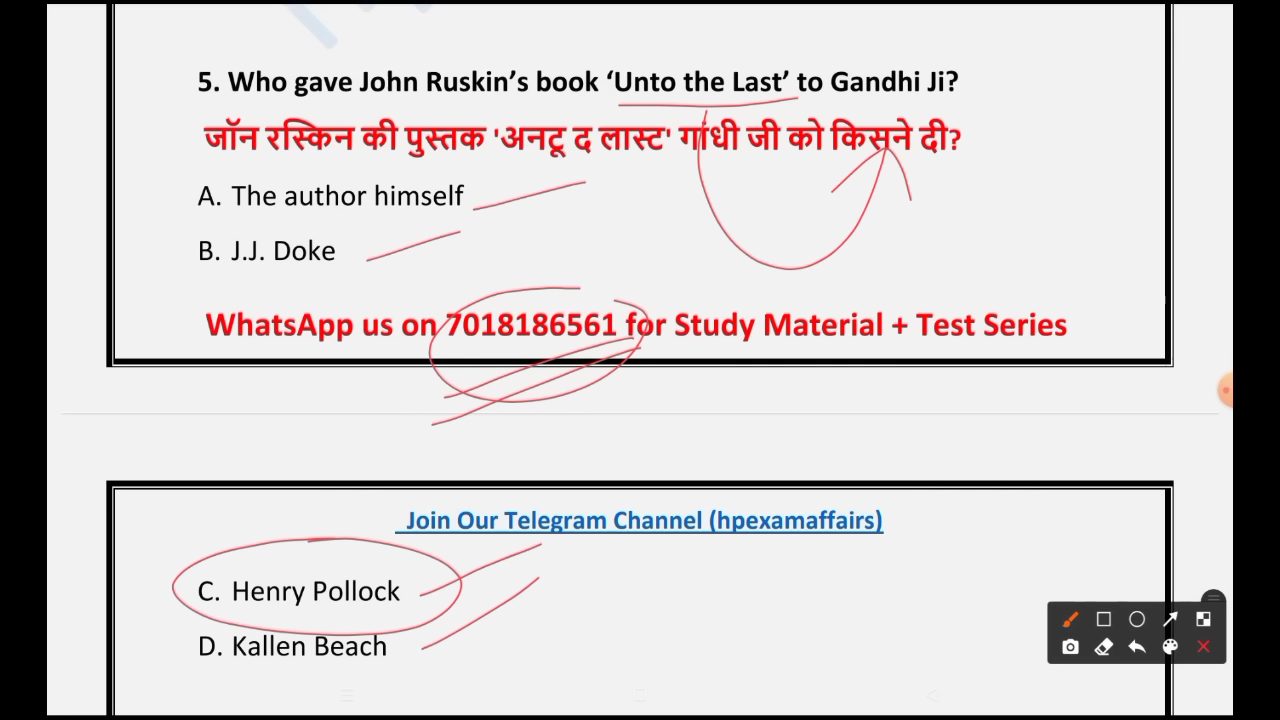 5. Who gave John Ruskin’s book ‘Unto the Last’ to Gandhi Ji?
जॉन रस्किन की पुस्तक 'अनटू द लास्ट' गांधी जी को किसने दी?
A. The author himself
B. J.J. Doke
WhatsApp us on 7018186561 for Study Material + Test Series
Join Our Telegram Channel (hpexamaffairs)
C. Henry Pollock
D. Kallen Beach